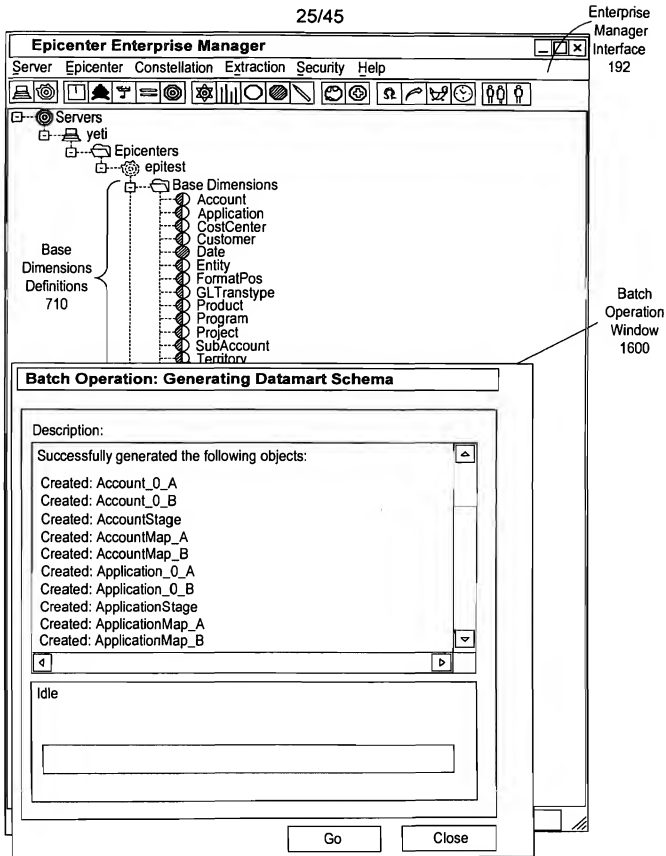 25/45
Enterprise
Manager
Interface
192
Epicenter Enterprise Manager
Server Epicenter Constellation Extraction Security Help
Servers
yeti
Epicenters
epitest
Base Dimensions
Account
Application
CostCenter
Customer
Date
Entity
FormatPos
GLTranstype
Product
Program
Project
SubAccount
Territory
Base
Dimensions
Definitions
710
Batch
Operation
Window
1600
Batch Operation: Generating Datamart Schema
Description:
Successfully generated the following objects:
Created: Account_0_A
Created: Account_0_B
Created: AccountStage
Created: AccountMap_A
Created: AccountMap_B
Created: Application_0_A
Created: Application_0_B
Created: ApplicationStage
Created: ApplicationMap_A
Created: ApplicationMap_B
Idle
Go Close